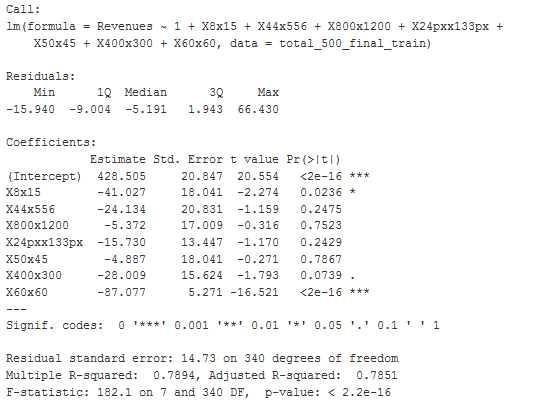 Call:
lm(formula = Revenues ~ 1 + X8x15 + X44x556 + X800x1200 + X24pxx133px +
    X50x45 + X400x300 + X60x60, data = total_500_final_train)

Residuals:
    Min      1Q  Median      3Q     Max
-15.940  -9.004  -5.191   1.943  66.430

Coefficients:
             Estimate Std. Error t value Pr(>|t|)
(Intercept)   428.505     20.847  20.554   <2e-16 ***
X8x15         -41.027     18.041  -2.274   0.0236 *
X44x556       -24.134     20.831  -1.159   0.2475
X800x1200      -5.372     17.009  -0.316   0.7523
X24pxx133px   -15.730     13.447  -1.170   0.2429
X50x45         -4.887     18.041  -0.271   0.7867
X400x300      -28.009     15.624  -1.793   0.0739 .
X60x60        -87.077      5.271 -16.521   <2e-16 ***
---
Signif. codes:  0 '***' 0.001 '**' 0.01 '*' 0.05 '.' 0.1 ' ' 1

Residual standard error: 14.73 on 340 degrees of freedom
Multiple R-squared:  0.7894, Adjusted R-squared:  0.7851
F-statistic: 182.1 on 7 and 340 DF,  p-value: < 2.2e-16